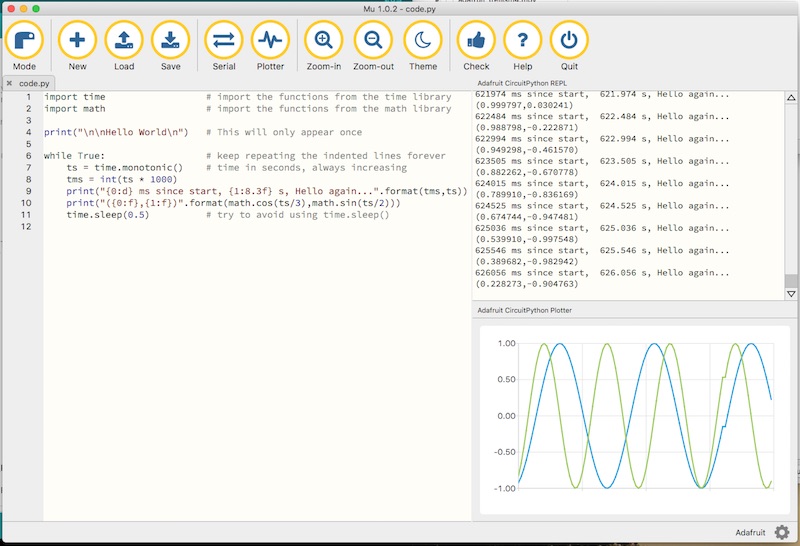 Mu 1.0.2 - code.py
Mode New Load Save Serial Plotter Zoom-in Zoom-out Theme Check Help Quit
code.py
1 import time # import the functions from the time library
2 import math # import the functions from the math library
3
4 print("\n\nHello World\n") # This will only appear once
5
6 while True: # keep repeating the indented lines forever
7 ts = time.monotonic() # time in seconds, always increasing
8 tms = int(ts * 1000)
9 print("{0:d} ms since start, {1:8.3f} s, Hello again...".format(tms,ts))
10 print("({0:f},{1:f})".format(math.cos(ts/3),math.sin(ts/2)))
11 time.sleep(0.5) # try to avoid using time.sleep()
12
Adafruit CircuitPython REPL
621974 ms since start, 621.974 s, Hello again...
(0.999797,0.030241)
622484 ms since start, 622.484 s, Hello again...
(0.988798,-0.222871)
622994 ms since start, 622.994 s, Hello again...
(0.949298,-0.461570)
623505 ms since start, 623.505 s, Hello again...
(0.882262,-0.670778)
624015 ms since start, 624.015 s, Hello again...
(0.789910,-0.836169)
624525 ms since start, 624.525 s, Hello again...
(0.674744,-0.947481)
625036 ms since start, 625.036 s, Hello again...
(0.539910,-0.997548)
625546 ms since start, 625.546 s, Hello again...
(0.389682,-0.982942)
626056 ms since start, 626.056 s, Hello again...
(0.228273,-0.904763)
Adafruit CircuitPython Plotter
1.00
0.50
0.00
-0.50
-1.00
Adafruit